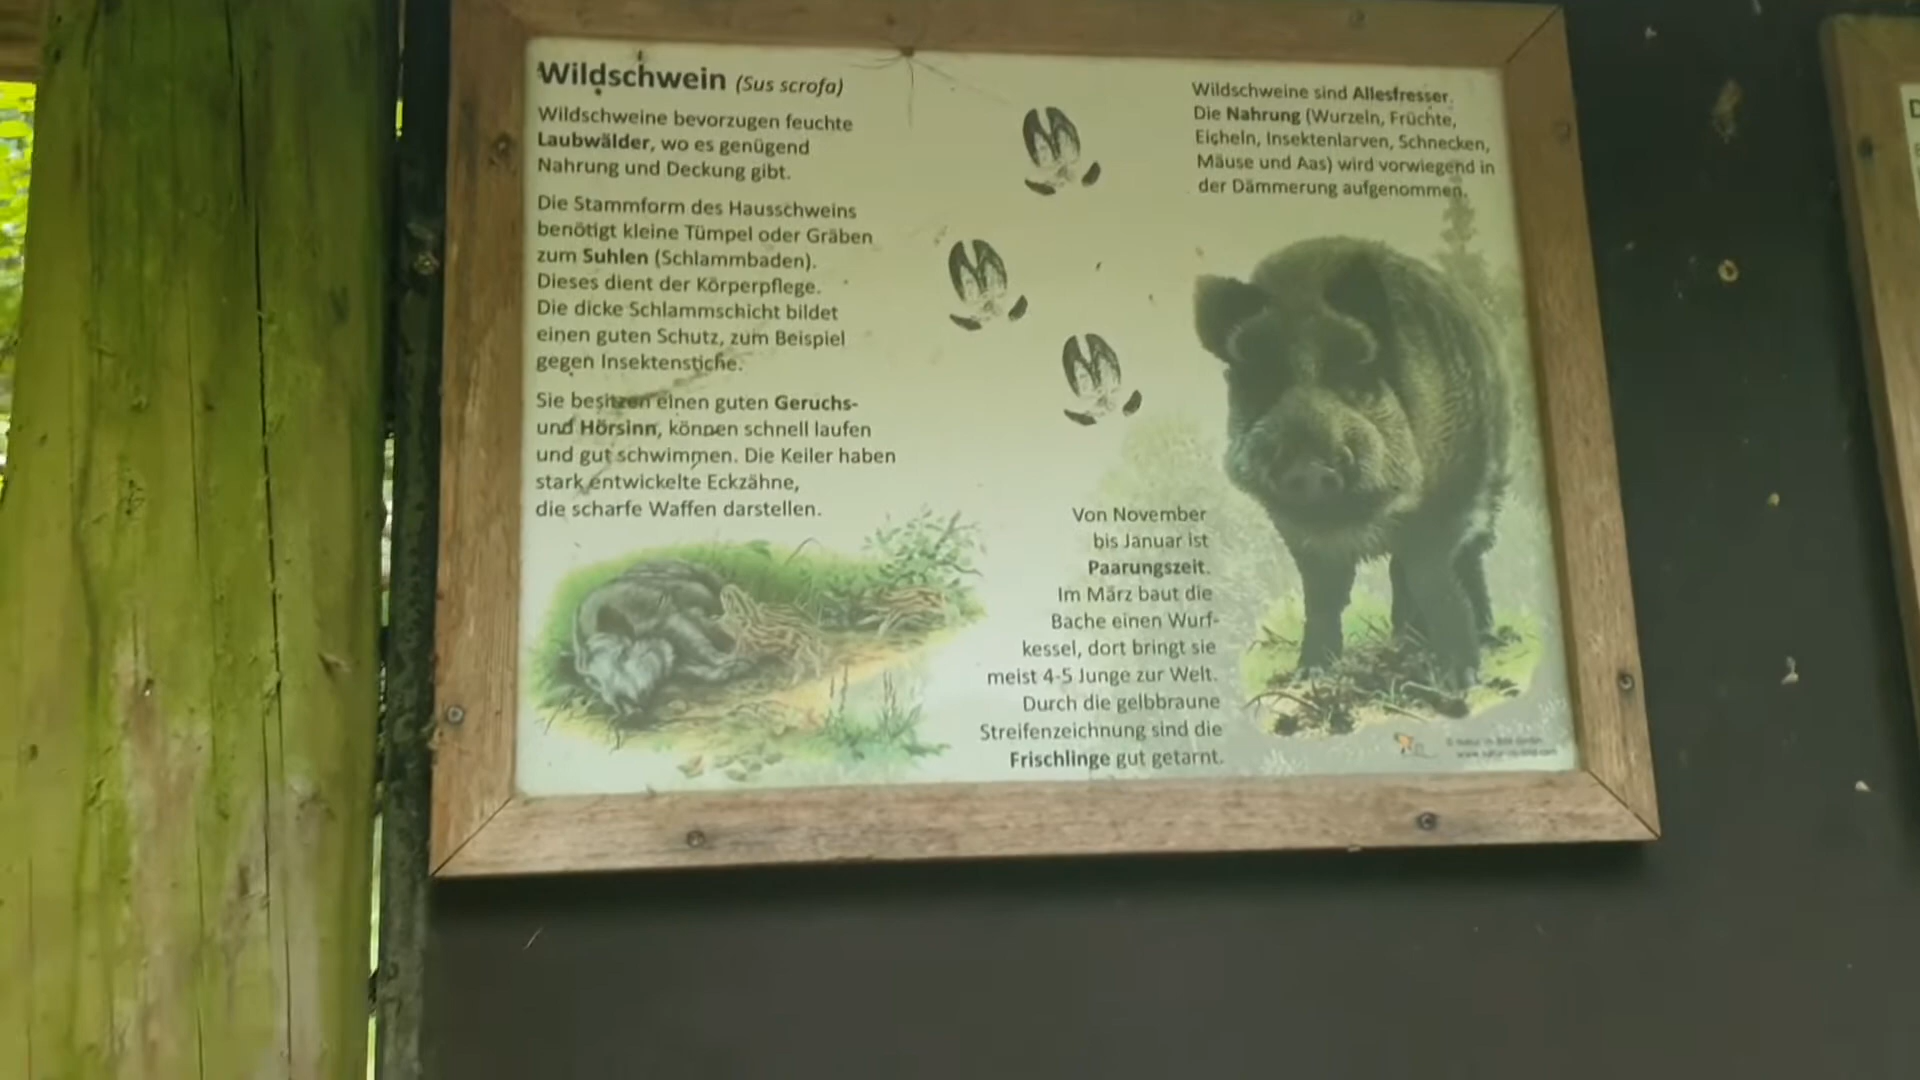 Wildschwein (Sus scrofa)
Wildschweine bevorzugen feuchte
Laubwälder, wo es genügend
Nahrung und Deckung gibt.
Die Stammform des Hausschweins
benötigt kleine Tümpel oder Gräben
zum Suhlen (Schlammbaden).
Dieses dient der Körperpflege.
Die dicke Schlammschicht bildet
einen guten Schutz, zum Beispiel
gegen Insektenstiche.
Sie besitzen einen guten Geruchs-
und Hörsinn, können schnell laufen
und gut schwimmen. Die Keiler haben
stark entwickelte Eckzähne,
die scharfe Waffen darstellen.
Wildschweine sind Allesfresser.
Die Nahrung (Wurzeln, Früchte,
Eicheln, Insektenlarven, Schnecken,
Mäuse und Aas) wird vorwiegend in
der Dämmerung aufgenommen.
Von November
bis Januar ist
Paarungszeit.
Im März baut die
Bache einen Wurf-
kessel, dort bringt sie
meist 4-5 Junge zur Welt.
Durch die gelbbraune
Streifenzeichnung sind die
Frischlinge gut getarnt.